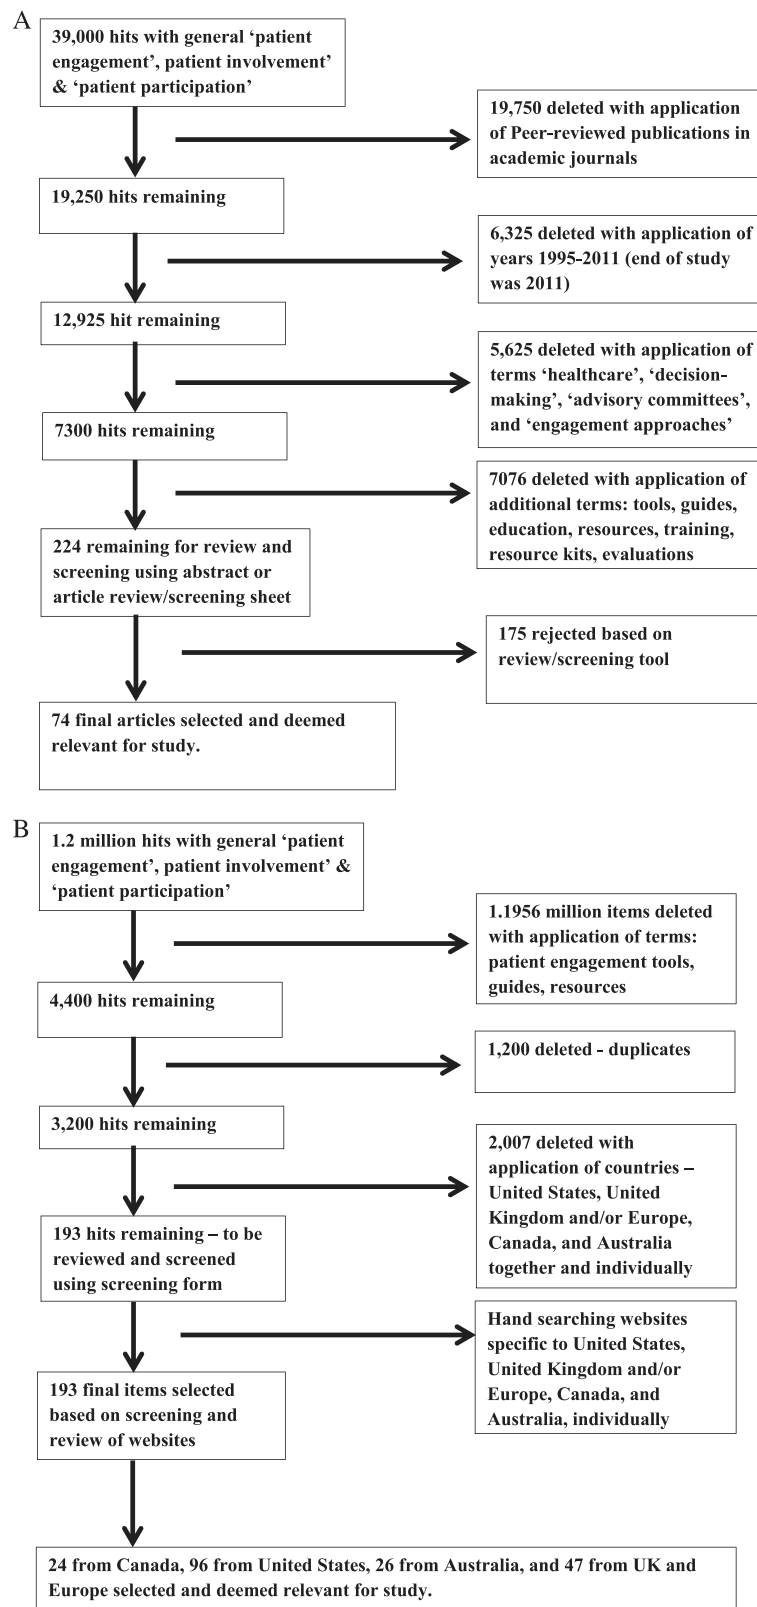 A
39,000 hits with general ‘patient
engagement’, patient involvement’
& ‘patient participation’
19,750 deleted with application
of Peer-reviewed publications in
academic journals
19,250 hits remaining
6,325 deleted with application of
years 1995-2011 (end of study
was 2011)
12,925 hit remaining
5,625 deleted with application of
terms ‘healthcare’, ‘decision-
making’, ‘advisory committees’,
and ‘engagement approaches’
7300 hits remaining
7076 deleted with application of
additional terms: tools, guides,
education, resources, training,
resource kits, evaluations
224 remaining for review and
screening using abstract or
article review/screening sheet
175 rejected based on
review/screening tool
74 final articles selected and deemed
relevant for study.
B
1.2 million hits with general ‘patient
engagement’, patient involvement’ &
‘patient participation’
1.1956 million items deleted
with application of terms:
patient engagement tools,
guides, resources
4,400 hits remaining
1,200 deleted - duplicates
3,200 hits remaining
2,007 deleted with
application of countries –
United States, United
Kingdom and/or Europe,
Canada, and Australia
together and individually
193 hits remaining – to be
reviewed and screened
using screening form
Hand searching websites
specific to United States,
United Kingdom and/or
Europe, Canada, and
Australia, individually
193 final items selected
based on screening and
review of websites
24 from Canada, 96 from United States, 26 from Australia, and 47 from UK and
Europe selected and deemed relevant for study.